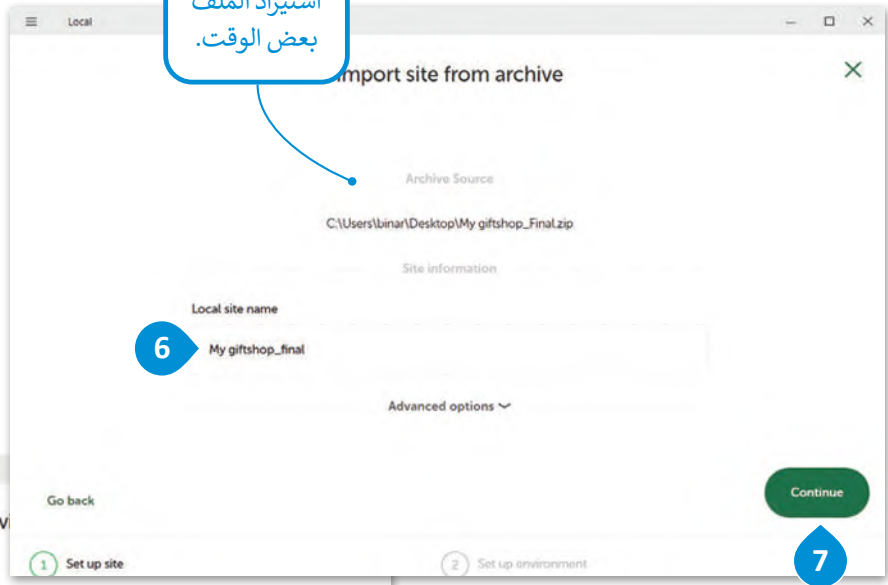 استيراد الملف
بعض الوقت.
Local
Import site from archive
Archive Source
C:\Users\binar\Desktop\My giftshop_Final.zip
Site information
Local site name
6
My giftshop_final
Advanced options
Go back
Continue
vi
1 Set up site
2 Set up environment
7